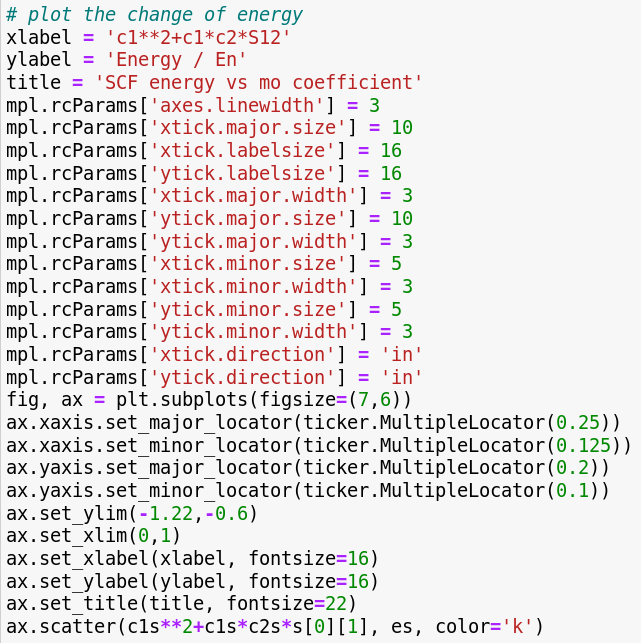 # plot the change of energy
xlabel = 'c1**2+c1*c2*S12'
ylabel = 'Energy / En'
title = 'SCF energy vs mo coefficient'
mpl.rcParams['axes.linewidth'] = 3
mpl.rcParams['xtick.major.size'] = 10
mpl.rcParams['xtick.labelsize'] = 16
mpl.rcParams['ytick.labelsize'] = 16
mpl.rcParams['xtick.major.width'] = 3
mpl.rcParams['ytick.major.size'] = 10
mpl.rcParams['ytick.major.width'] = 3
mpl.rcParams['xtick.minor.size'] = 5
mpl.rcParams['xtick.minor.width'] = 3
mpl.rcParams['ytick.minor.size'] = 5
mpl.rcParams['ytick.minor.width'] = 3
mpl.rcParams['xtick.direction'] = 'in'
mpl.rcParams['ytick.direction'] = 'in'
fig, ax = plt.subplots(figsize=(7,6))
ax.xaxis.set_major_locator(ticker.MultipleLocator(0.25))
ax.xaxis.set_minor_locator(ticker.MultipleLocator(0.125))
ax.yaxis.set_major_locator(ticker.MultipleLocator(0.2))
ax.yaxis.set_minor_locator(ticker.MultipleLocator(0.1))
ax.set_ylim(-1.22,-0.6)
ax.set_xlim(0,1)
ax.set_xlabel(xlabel, fontsize=16)
ax.set_ylabel(ylabel, fontsize=16)
ax.set_title(title, fontsize=22)
ax.scatter(c1s**2+c1s*c2s*s[0][1], es, color='k')